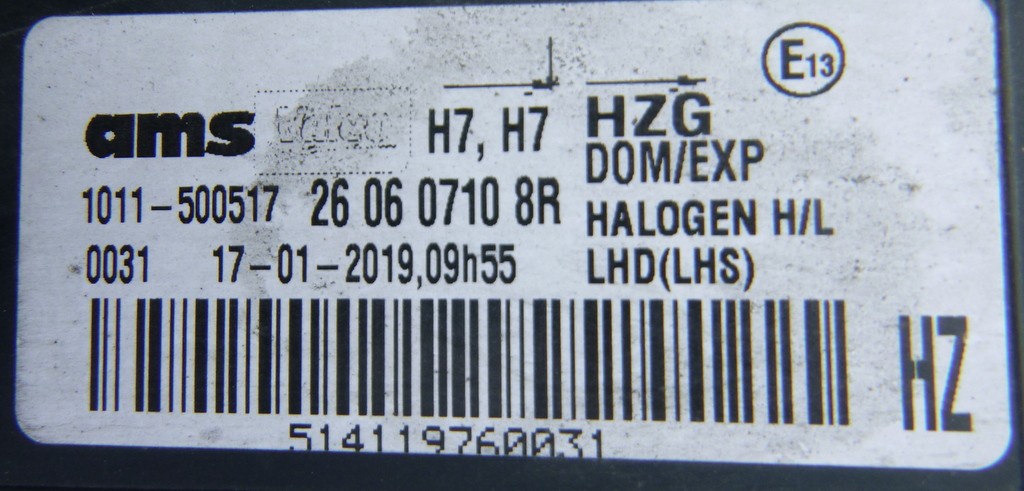 E13
ams H7, H7 HZG
DOM/EXP
1011-500517 26 06 0710 8R HALOGEN H/L
0031 17-01-2019,09h55 LHD(LHS)
HZ
514119760031